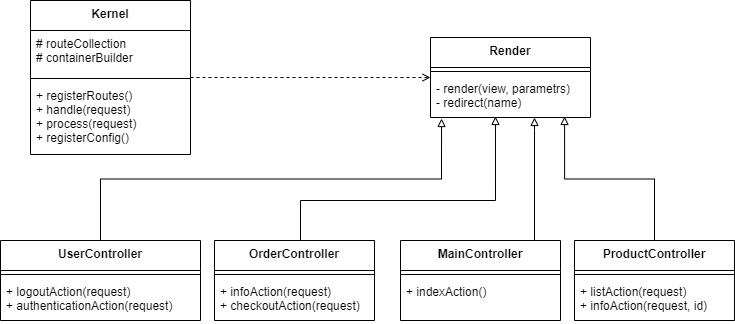 Kernel
# routeCollection
# containerBuilder
+ registerRoutes()
+ handle(request)
+ process(request)
+ registerConfig()
Render
- render(view, parametrs)
- redirect(name)
UserController
+ logoutAction(request)
+ authenticationAction(request)
OrderController
+ infoAction(request)
+ checkoutAction(request)
MainController
+ indexAction()
ProductController
+ listAction(request)
+ infoAction(request, id)